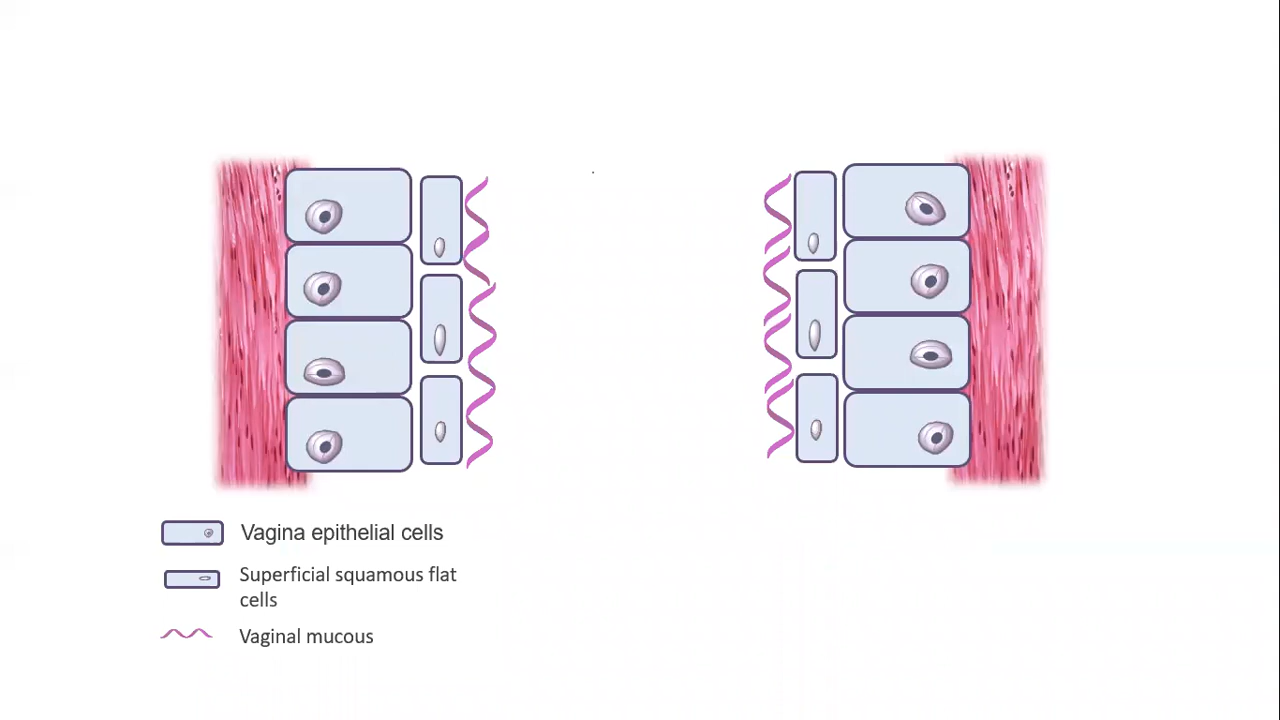 Vagina epithelial cells
Superficial squamous flat
cells
Vaginal mucous